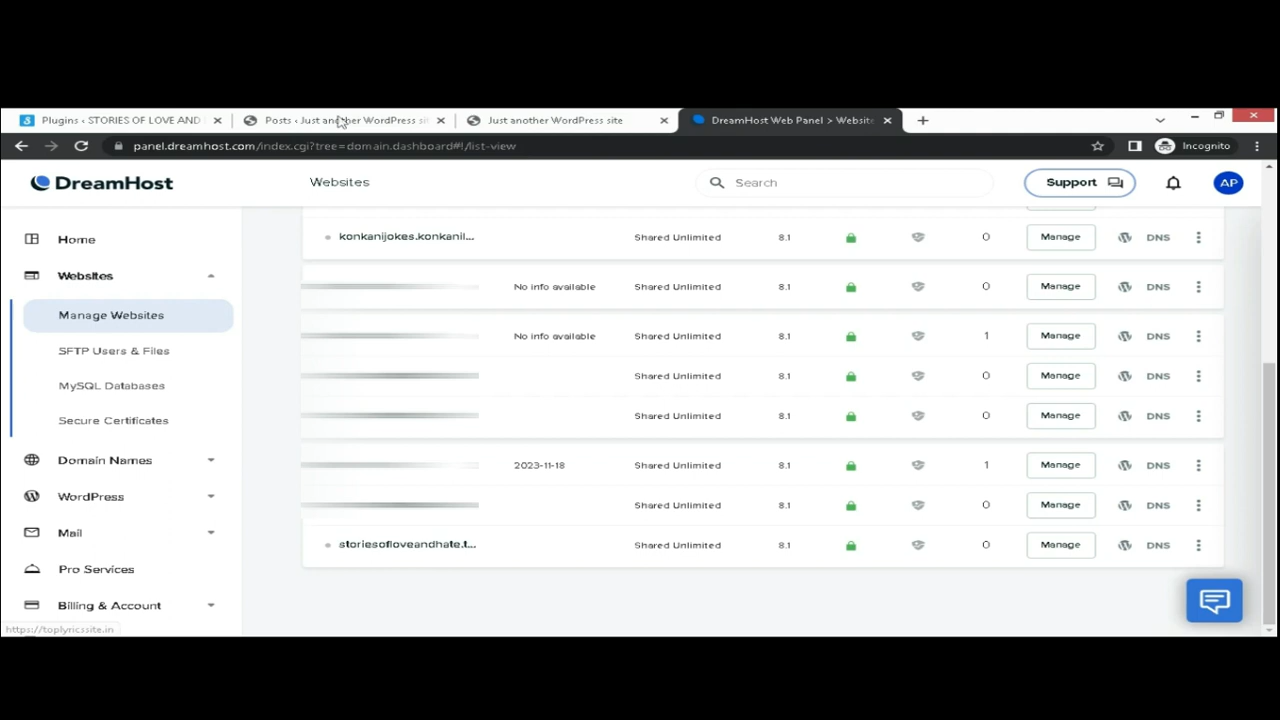 Plugins ‹ STORIES OF LOVE AND
Posts ‹ Just another WordPress si
Just another WordPress site
DreamHost Web Panel > Website
panel.dreamhost.com/index.cgi?tree=domain.dashboard#!/list-view
Incognito
DreamHost
Websites
Search
Support
AP
Home
Websites
Manage Websites
SFTP Users & Files
MySQL Databases
Secure Certificates
Domain Names
WordPress
Mail
Pro Services
Billing & Account
konkanijokes.konkanil... Shared Unlimited 8.1 0 Manage DNS
No info available Shared Unlimited 8.1 0 Manage DNS
No info available Shared Unlimited 8.1 1 Manage DNS
Shared Unlimited 8.1 0 Manage DNS
Shared Unlimited 8.1 0 Manage DNS
2023-11-18 Shared Unlimited 8.1 1 Manage DNS
Shared Unlimited 8.1 0 Manage DNS
storiesofloveandhate.t... Shared Unlimited 8.1 0 Manage DNS
https://toplyricssite.in